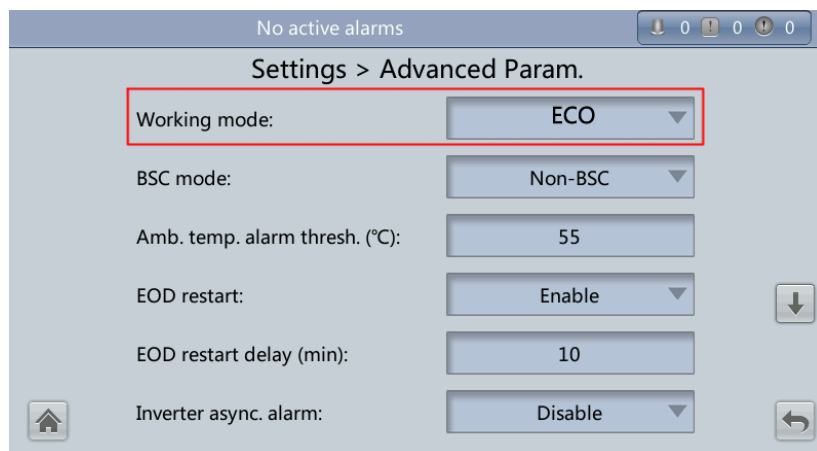 No active alarms 0 0 0
Settings > Advanced Param.
Working mode: ECO
BSC mode: Non-BSC
Amb. temp. alarm thresh. (℃): 55
EOD restart: Enable
EOD restart delay (min): 10
Inverter async. alarm: Disable